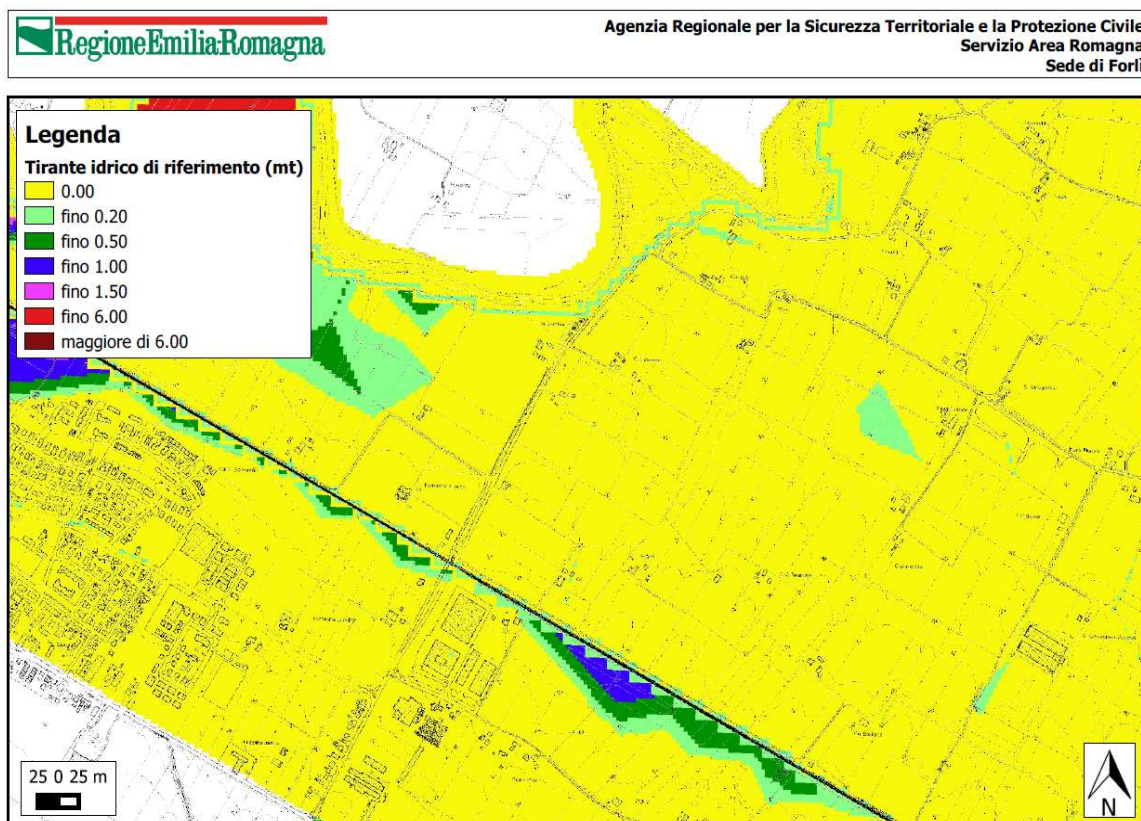 RegioneEmilia-Romagna
Agenzia Regionale per la Sicurezza Territoriale e la Protezione Civile
Servizio Area Romagna
Sede di Forlì
Legenda
Tirante idrico di riferimento (mt)
0.00
fino 0.20
fino 0.50
fino 1.00
fino 1.50
fino 6.00
maggiore di 6.00
25 0 25 m
N